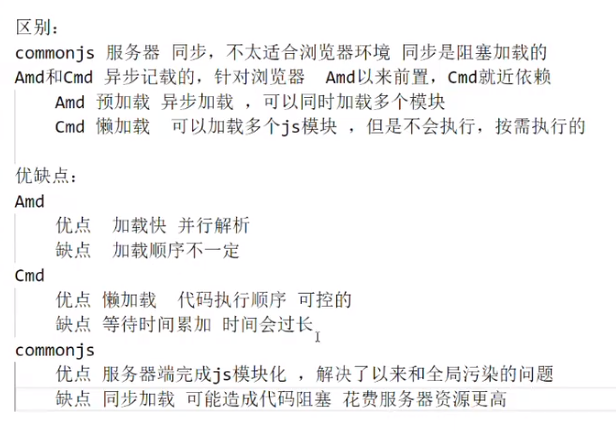 区别：
commonjs 服务器 同步，不太适合浏览器环境 同步是阻塞加载的
Amd和Cmd 异步记载的，针对浏览器 Amd以来前置，Cmd就近依赖
Amd 预加载 异步加载 ，可以同时加载多个模块
Cmd 懒加载 可以加载多个js模块 ，但是不会执行，按需执行的
优缺点：
Amd
优点 加载快 并行解析
缺点 加载顺序不一定
Cmd
优点 懒加载 代码执行顺序 可控的
缺点 等待时间累加 时间会过长
commonjs
优点 服务器端完成js模块化 ，解决了以来和全局污染的问题
缺点 同步加载 可能造成代码阻塞 花费服务器资源更高